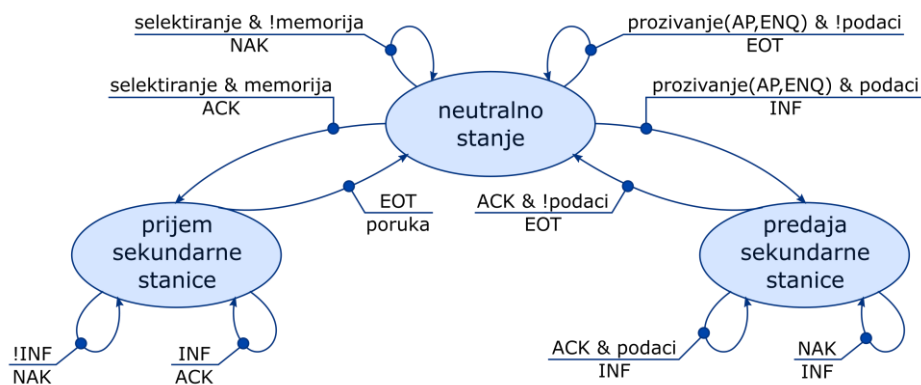 selektiranje & !memorija
NAK
prozivanje(AP,ENQ) & !podaci
EOT
selektiranje & memorija
ACK
prozivanje(AP,ENQ) & podaci
INF
neutralno
stanje
EOT
poruka
ACK & !podaci
EOT
prijem
sekundarne
stanice
predaja
sekundarne
stanice
!INF
NAK
INF
ACK
ACK & podaci
INF
NAK
INF